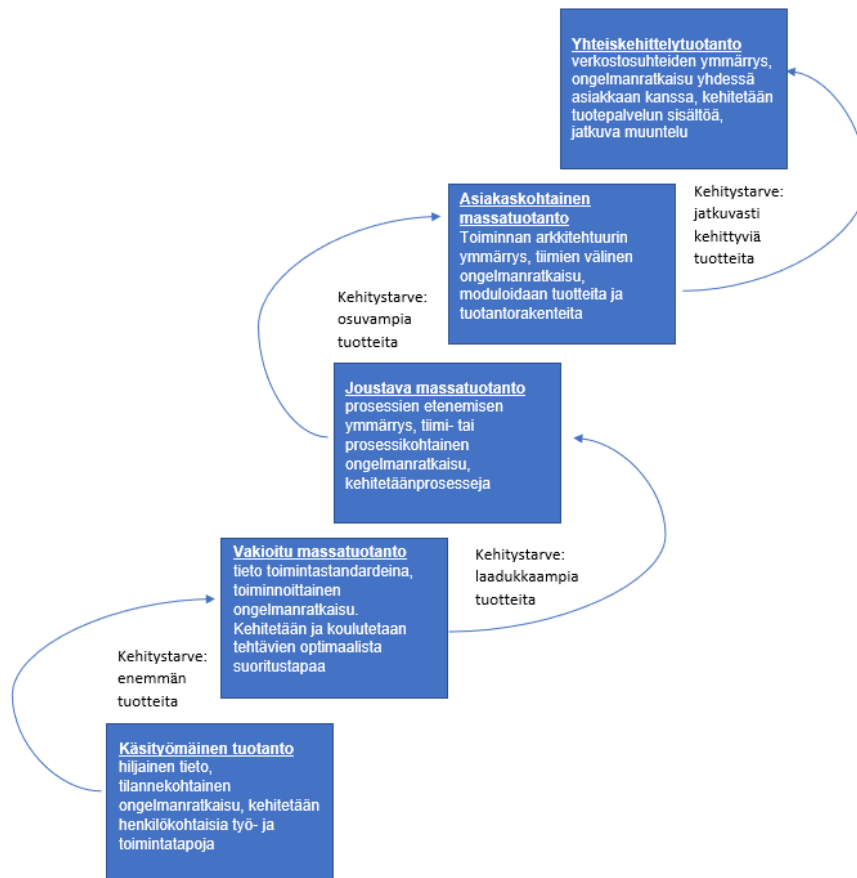 Yhteiskehittelytuotanto
verkostosuhteiden ymmärrys,
ongelmanratkaisu yhdessä
asiakkaan kanssa, kehitetään
tuotepalvelun sisältöä,
jatkuva muuntelu
Asiakaskohtainen
massatuotanto
Toiminnan arkkitehtuurin
ymmärrys, tiimien välinen
ongelmanratkaisu,
moduloidaan tuotteita ja
tuotantorakenteita
Kehitystarve:
jatkuvasti
kehittyviä
tuotteita
Kehitystarve:
osuvampia
tuotteita
Joustava massatuotanto
prosessien etenemisen
ymmärrys, tiimi- tai
prosessikohtainen
ongelmanratkaisu,
kehitetäänprosesseja
Vakioitu massatuotanto
tieto toimintastandardeina,
toiminnoittainen
ongelmanratkaisu.
Kehitetään ja koulutetaan
tehtävien optimaalista
suoritustapaa
Kehitystarve:
laadukkaampia
tuotteita
Kehitystarve:
enemmän
tuotteita
Käsityömäinen tuotanto
hiljainen tieto,
tilannekohtainen
ongelmanratkaisu, kehitetään
henkilökohtaisia työ- ja
toimintatapoja